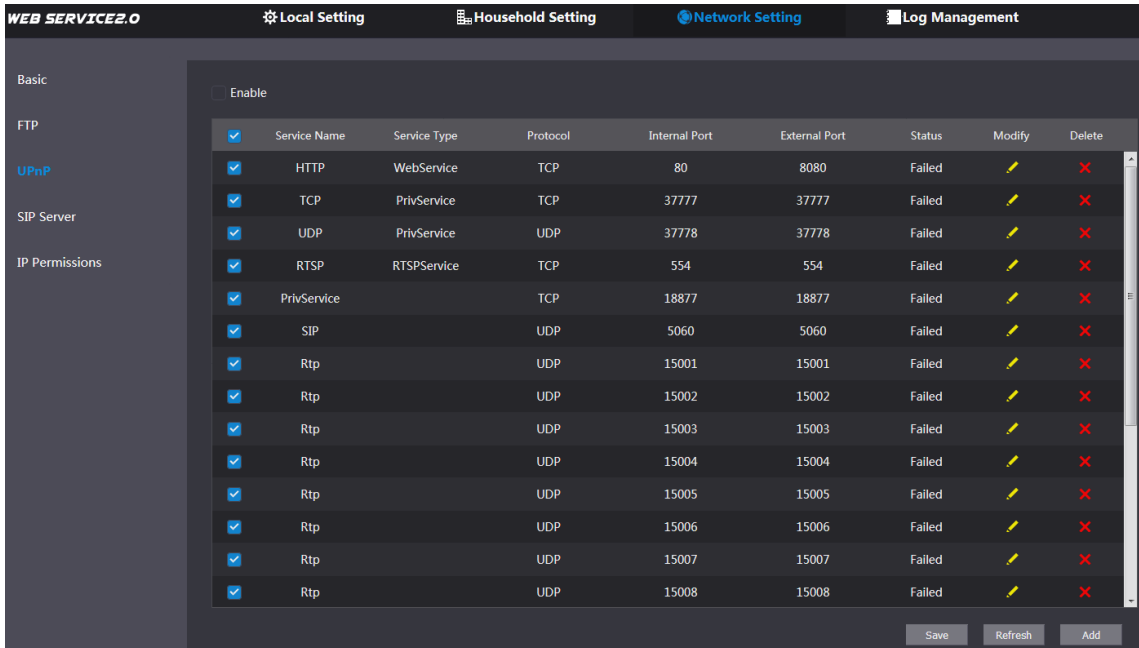 WEB SERVICE2.0 Local Setting Household Setting Network Setting Log Management
Basic
FTP
UPnP
SIP Server
IP Permissions
Enable
Service Name Service Type Protocol Internal Port External Port Status Modify Delete
HTTP WebService TCP 80 8080 Failed
TCP PrivService TCP 37777 37777 Failed
UDP PrivService UDP 37778 37778 Failed
RTSP RTSPService TCP 554 554 Failed
PrivService TCP 18877 18877 Failed
SIP UDP 5060 5060 Failed
Rtp UDP 15001 15001 Failed
Rtp UDP 15002 15002 Failed
Rtp UDP 15003 15003 Failed
Rtp UDP 15004 15004 Failed
Rtp UDP 15005 15005 Failed
Rtp UDP 15006 15006 Failed
Rtp UDP 15007 15007 Failed
Rtp UDP 15008 15008 Failed
Save Refresh Add